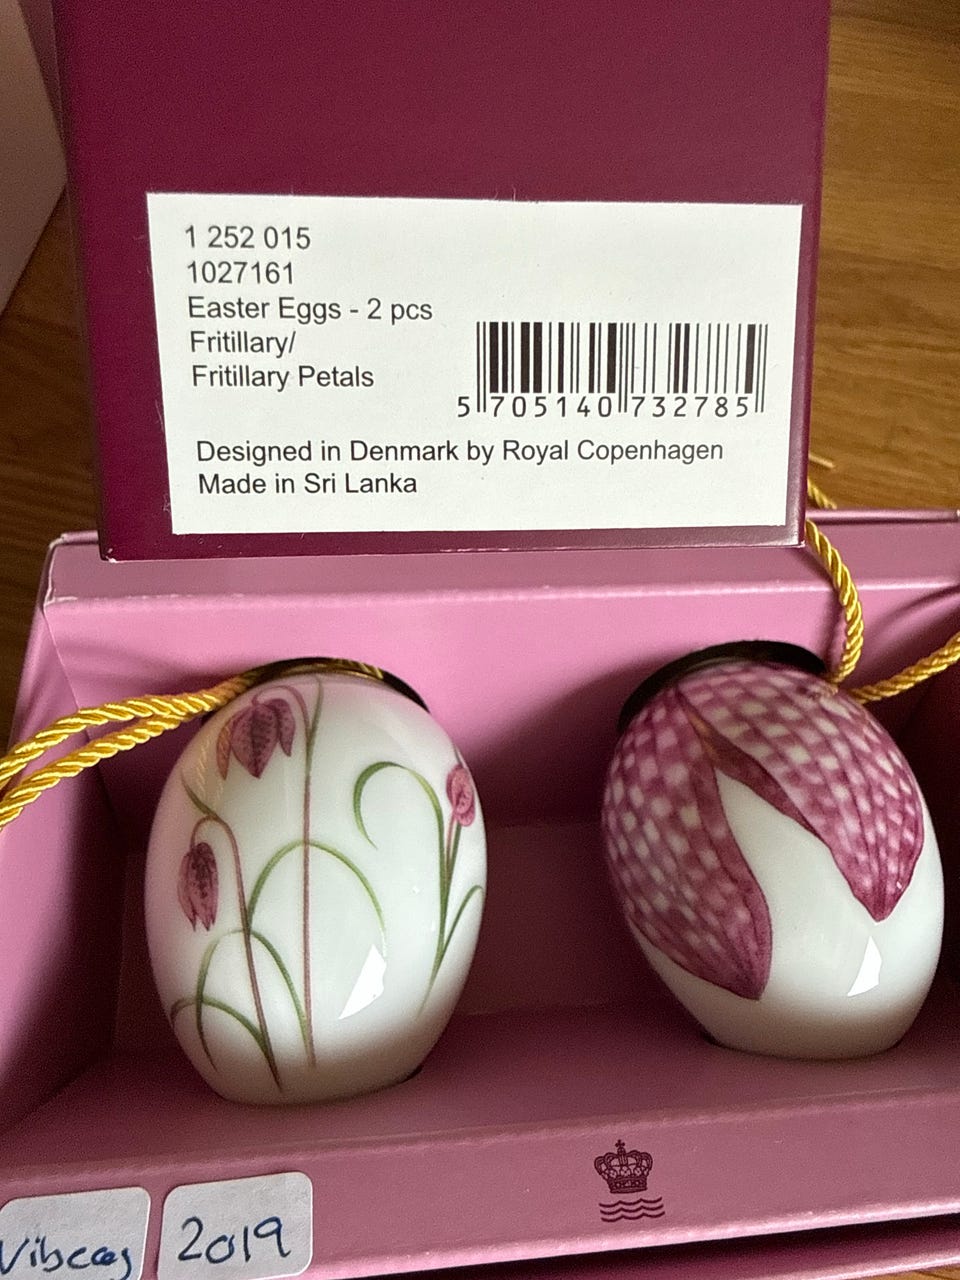 1 252 015
1027161
Easter Eggs - 2 pcs
Fritillary/
Fritillary Petals
5 705140 732785
Designed in Denmark by Royal Copenhagen
Made in Sri Lanka
2019